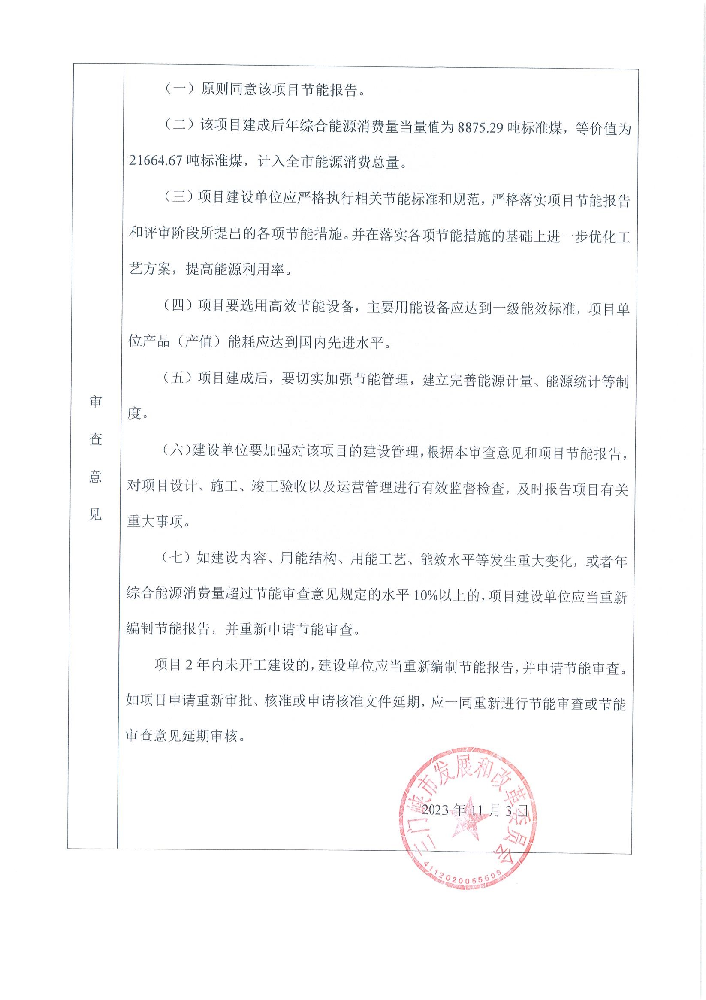 审
查
意
见
（一）原则同意该项目节能报告。
（二）该项目建成后年综合能源消费量当量值为 8875.29 吨标准煤，等价值为
21664.67 吨标准煤，计入全市能源消费总量。
（三）项目建设单位应严格执行相关节能标准和规范，严格落实项目节能报告
和评审阶段所提出的各项节能措施。并在落实各项节能措施的基础上进一步优化工
艺方案，提高能源利用率。
（四）项目要选用高效节能设备，主要用能设备应达到一级能效标准，项目单
位产品（产值）能耗应达到国内先进水平。
（五）项目建成后，要切实加强节能管理，建立完善能源计量、能源统计等制
度。
（六）建设单位要加强对该项目的建设管理，根据本审查意见和项目节能报告，
对项目设计、施工、竣工验收以及运营管理进行有效监督检查，及时报告项目有关
重大事项。
（七）如建设内容、用能结构、用能工艺、能效水平等发生重大变化，或者年
综合能源消费量超过节能审查意见规定的水平 10%以上的，项目建设单位应当重新
编制节能报告，并重新申请节能审查。
项目 2 年内未开工建设的，建设单位应当重新编制节能报告，并申请节能审查。
如项目申请重新审批、核准或申请核准文件延期，应一同重新进行节能审查或节能
审查意见延期审核。
三门峡市发展和改革委员会
2023 年 11 月 3 日
4112020055508